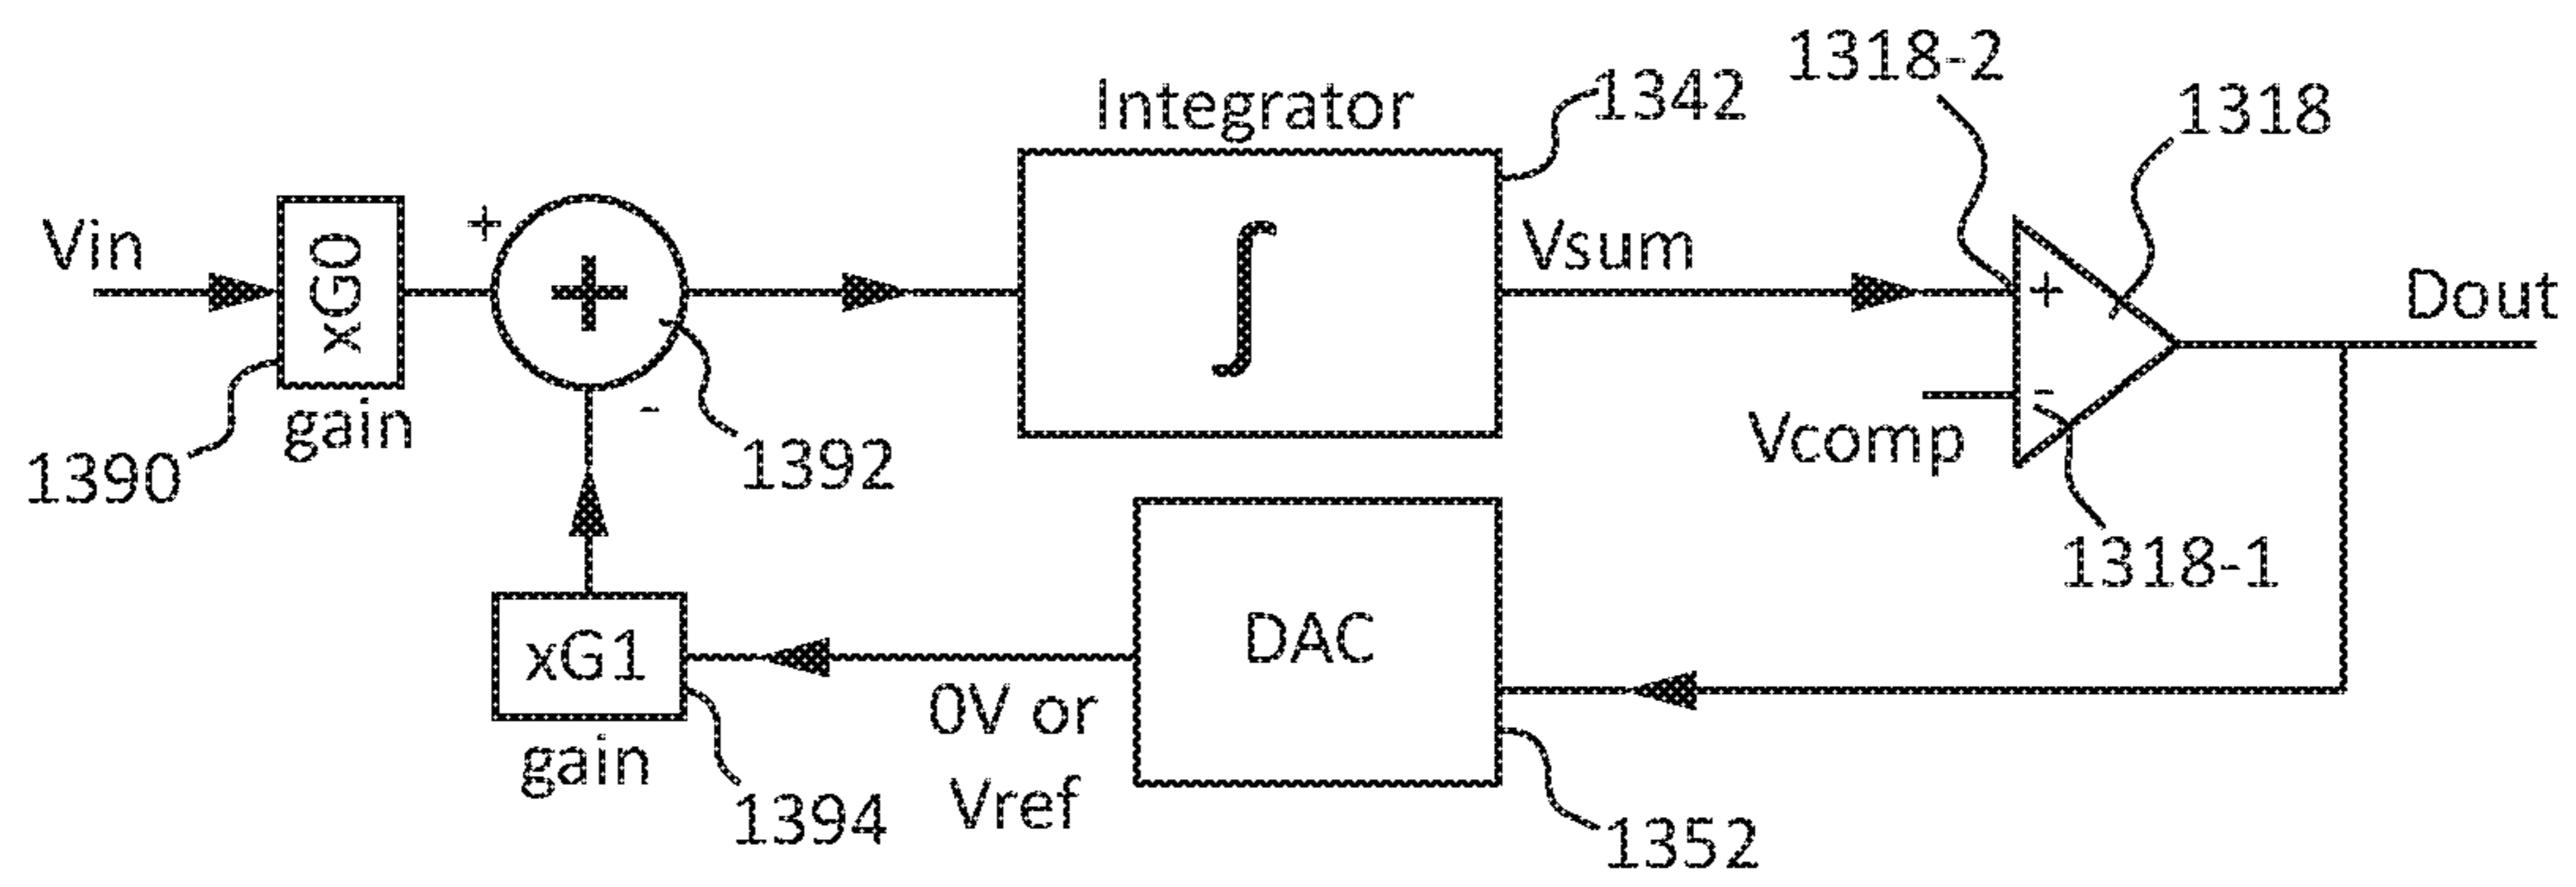 1318-2
1342
1318
Integrator
Vin
xG0
+
+
∫
Vsum
+
Dout
gain
-
-
Vcomp
1390
1392
1318-1
xG1
DAC
0V or
Vref
gain
1394
1352